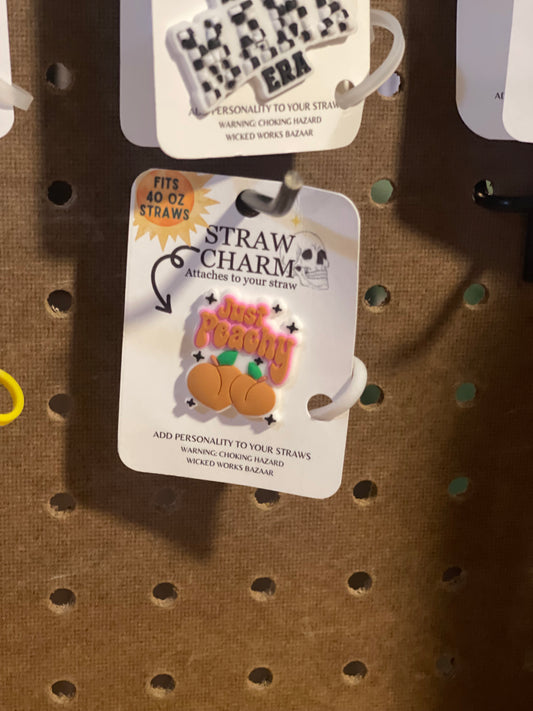 ERA
ADD PERSONALITY TO YOUR STRAWS
WARNING: CHOKING HAZARD
WICKED WORKS BAZAAR
FITS
40 OZ
STRAWS
STRAW
CHARM
Attaches to your straw
Just
Peachy
ADD PERSONALITY TO YOUR STRAWS
WARNING: CHOKING HAZARD
WICKED WORKS BAZAAR